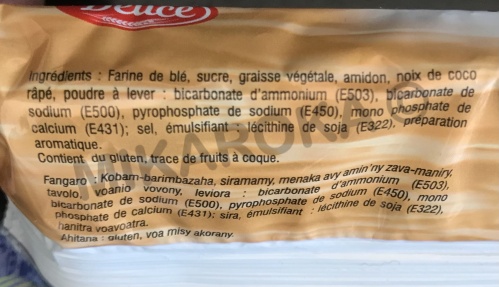 Delice
Ingrédients : Farine de blé, sucre, graisse végétale, amidon, noix de coco
râpé, poudre à lever : bicarbonate d'ammonium (E503), bicarbonate de
sodium (E500), pyrophosphate de sodium (E450), mono phosphate de
calcium (E431); sel, émulsifiant : lécithine de soja (E322), préparation
aromatique.
Contient du gluten, trace de fruits à coque.
Fangaro : Kobam-barimbazaha, siramamy, menaka avy amin'ny zava-maniry,
tavolo, voanio vovony, leviora : bicarbonate d'ammonium (E503),
bicarbonate de sodium (E500), pyrophosphate de sodium (E450), mono
phosphate de calcium (E431); sira, émulsifiant : lécithine de soja (E322),
hanitra voavoatra.
Ahitana : gluten, voa misy akorany.